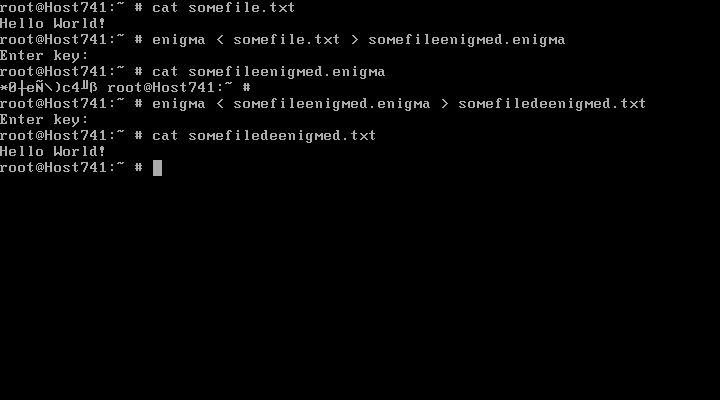 root@Host741:~ # cat somefile.txt
Hello World!
root@Host741:~ # enigma < somefile.txt > somefileenigmed.enigma
Enter key:
root@Host741:~ # cat somefileenigmed.enigma
*0┼eÑ\)c4╨ß root@Host741:~ #
root@Host741:~ # enigma < somefileenigmed.enigma > somefiledeenigmed.txt
Enter key:
root@Host741:~ # cat somefiledeenigmed.txt
Hello World!
root@Host741:~ #